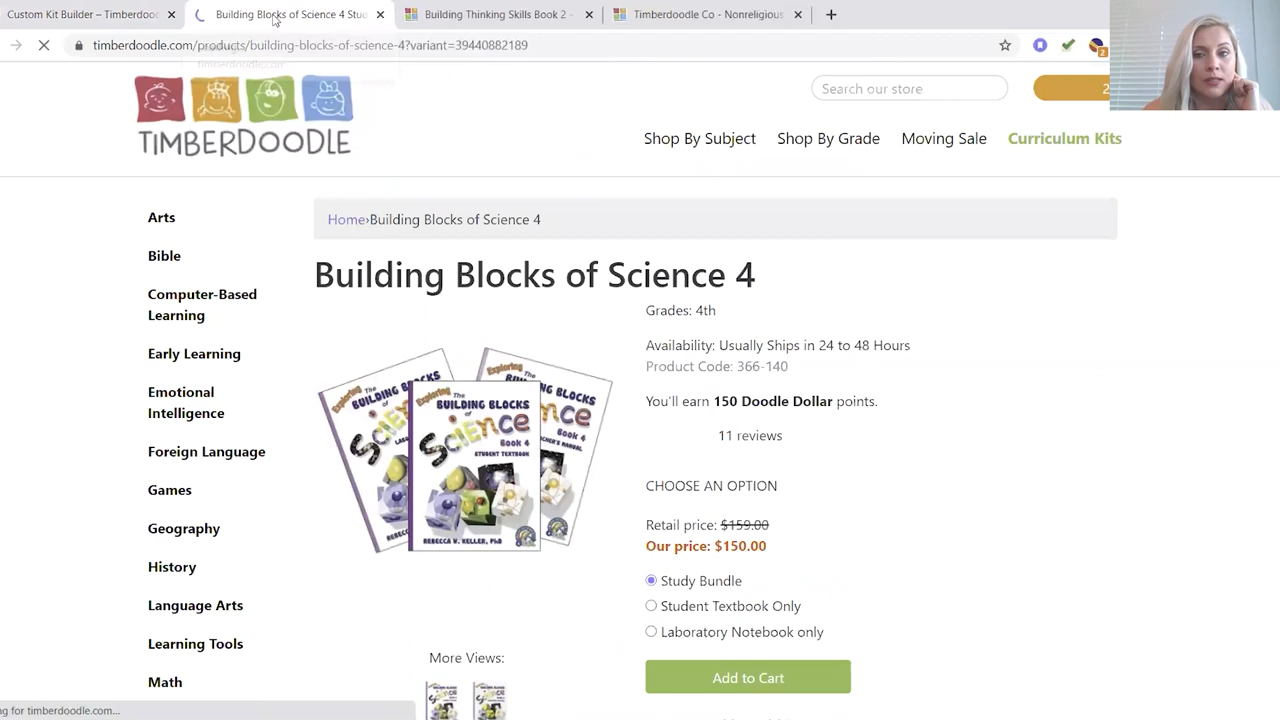 Custom Kit Builder – Timberdoo
Building Blocks of Science 4 Stu
Building Thinking Skills Book 2 -
Timberdoodle Co - Nonreligious
timberdoodle.com/products/building-blocks-of-science-4?variant=39440882189
2
TIMBERDOODLE
Search our store
2
Shop By Subject
Shop By Grade
Moving Sale
Curriculum Kits
Arts
Bible
Computer-Based
Learning
Early Learning
Emotional
Intelligence
Foreign Language
Games
Geography
History
Language Arts
Learning Tools
Math
Home›Building Blocks of Science 4
Building Blocks of Science 4
Exploring
The
BUILDING BLOCKS
of
Science
BOOK 4
STUDENT TEXTBOOK
REBECCA W. KELLER, PhD
More Views:
Grades: 4th
Availability: Usually Ships in 24 to 48 Hours
Product Code: 366-140
You'll earn 150 Doodle Dollar points.
11 reviews
CHOOSE AN OPTION
Retail price: $159.00
Our price: $150.00
Study Bundle
Student Textbook Only
Laboratory Notebook only
Add to Cart
ng for timberdoodle.com...